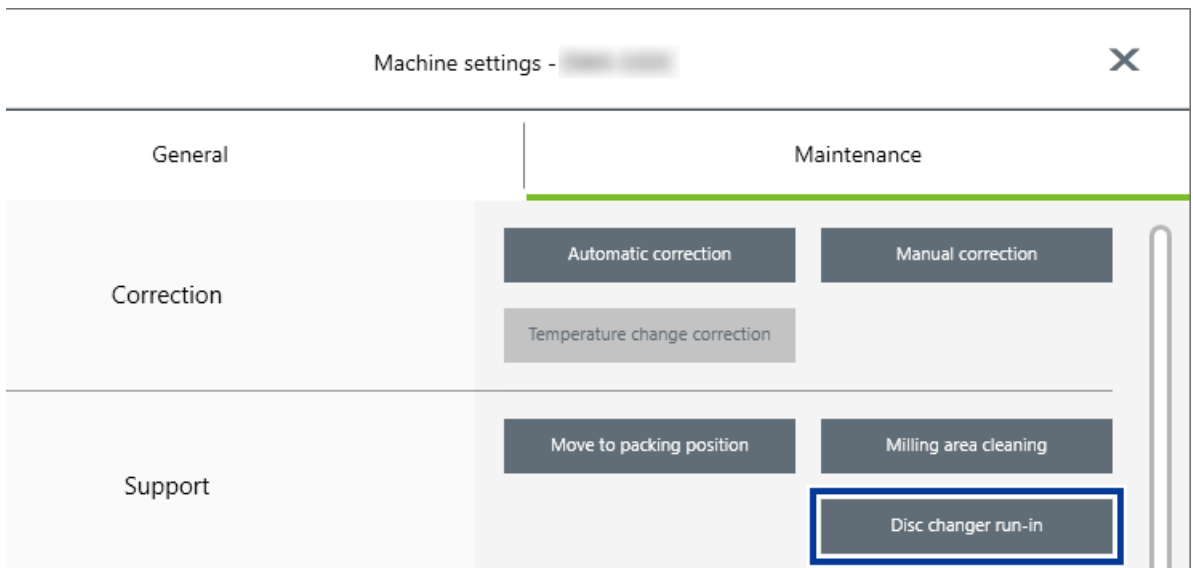 Machine settings -
General
Maintenance
Correction
Automatic correction
Manual correction
Temperature change correction
Support
Move to packing position
Milling area cleaning
Disc changer run-in